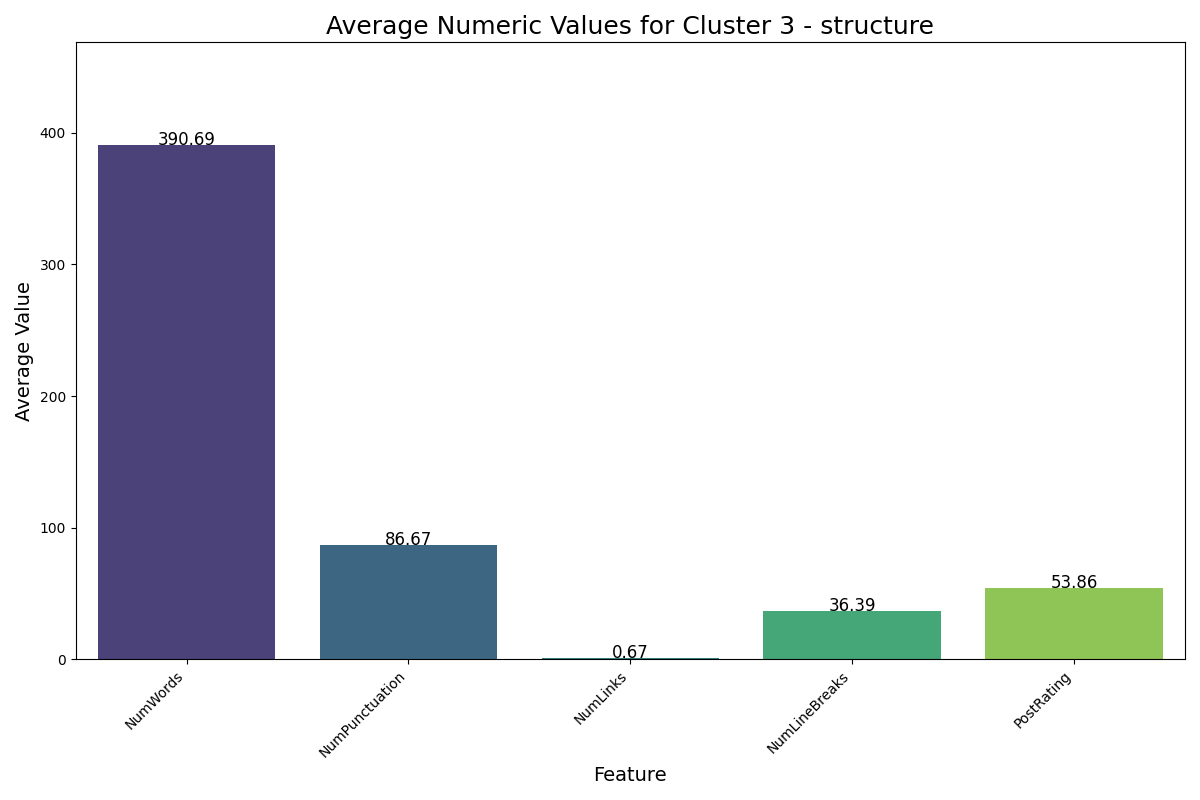 Average Numeric Values for Cluster 3 - structure
Average Value
400
300
200
100
0
390.69
86.67
0.67
36.39
53.86
NumWords
NumPunctuation
NumLinks
NumLineBreaks
PostRating
Feature